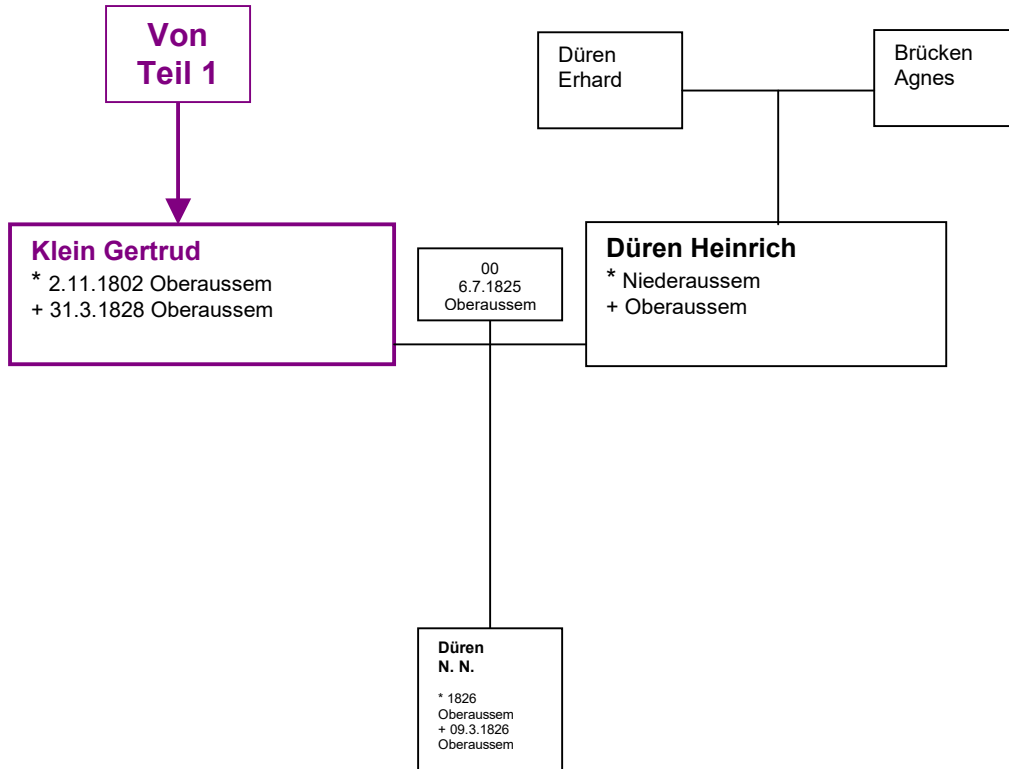 Von
Teil 1
Düren
Erhard
Brücken
Agnes
Klein Gertrud
* 2.11.1802 Oberaussem
+ 31.3.1828 Oberaussem
00
6.7.1825
Oberaussem
Düren Heinrich
* Niederaussem
+ Oberaussem
Düren
N. N.
* 1826
Oberaussem
+ 09.3.1826
Oberaussem